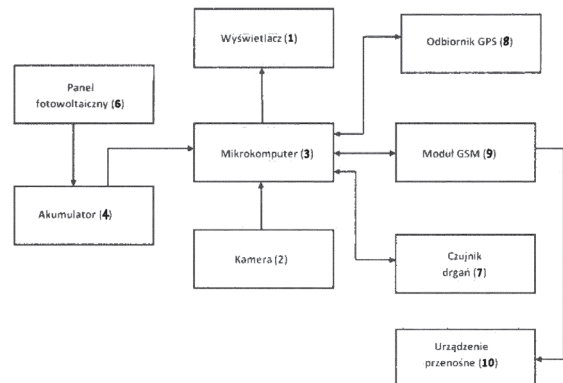 Wyświetlacz (1)
Odbiornik GPS (8)
Panel
fotowoltaiczny (6)
Mikrokomputer (3)
Moduł GSM (9)
Akumulator (4)
Kamera (2)
Czujnik
drgań (7)
Urządzenie
przenośne (10)